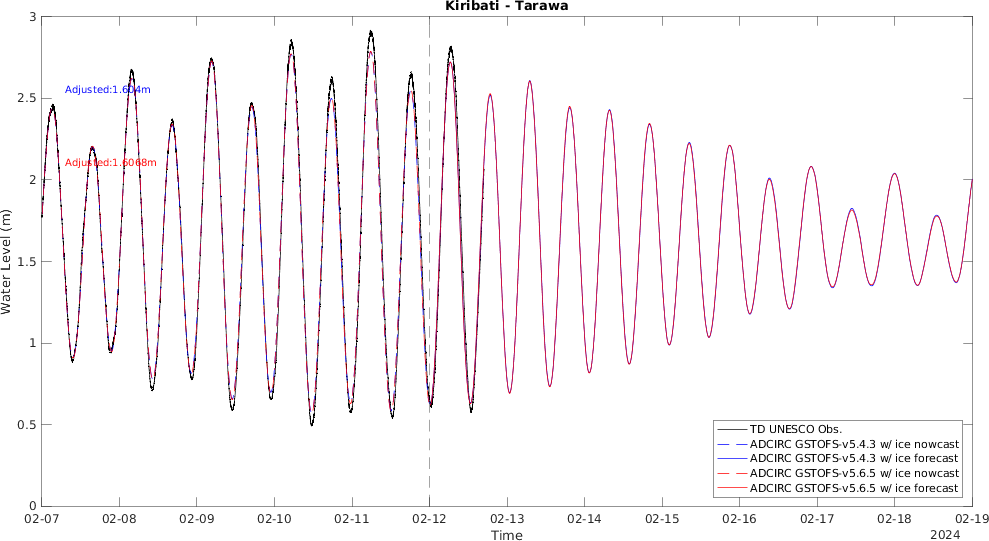 Kiribati - Tarawa
3
2.5
2
1.5
1
0.5
0
Water Level (m)
Adjusted:1.604m
Adjusted:1.6068m
TD UNESCO Obs.
ADCIRC GSTOFS-v5.4.3 w/ ice nowcast
ADCIRC GSTOFS-v5.4.3 w/ ice forecast
ADCIRC GSTOFS-v5.6.5 w/ ice nowcast
ADCIRC GSTOFS-v5.6.5 w/ ice forecast
02-07 02-08 02-09 02-10 02-11 02-12 02-13 02-14 02-15 02-16 02-17 02-18 02-19
Time
2024